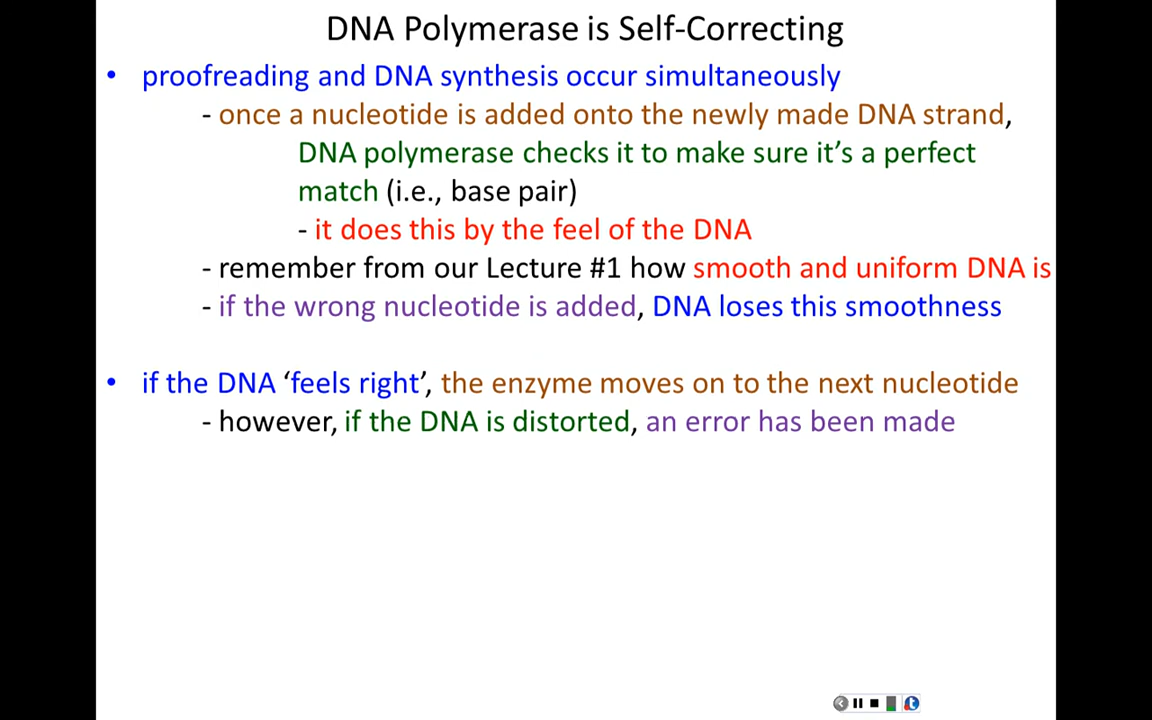 DNA Polymerase is Self-Correcting
• proofreading and DNA synthesis occur simultaneously
- once a nucleotide is added onto the newly made DNA strand,
DNA polymerase checks it to make sure it's a perfect
match (i.e., base pair)
- it does this by the feel of the DNA
- remember from our Lecture #1 how smooth and uniform DNA is
- if the wrong nucleotide is added, DNA loses this smoothness
• if the DNA ‘feels right’, the enzyme moves on to the next nucleotide
- however, if the DNA is distorted, an error has been made